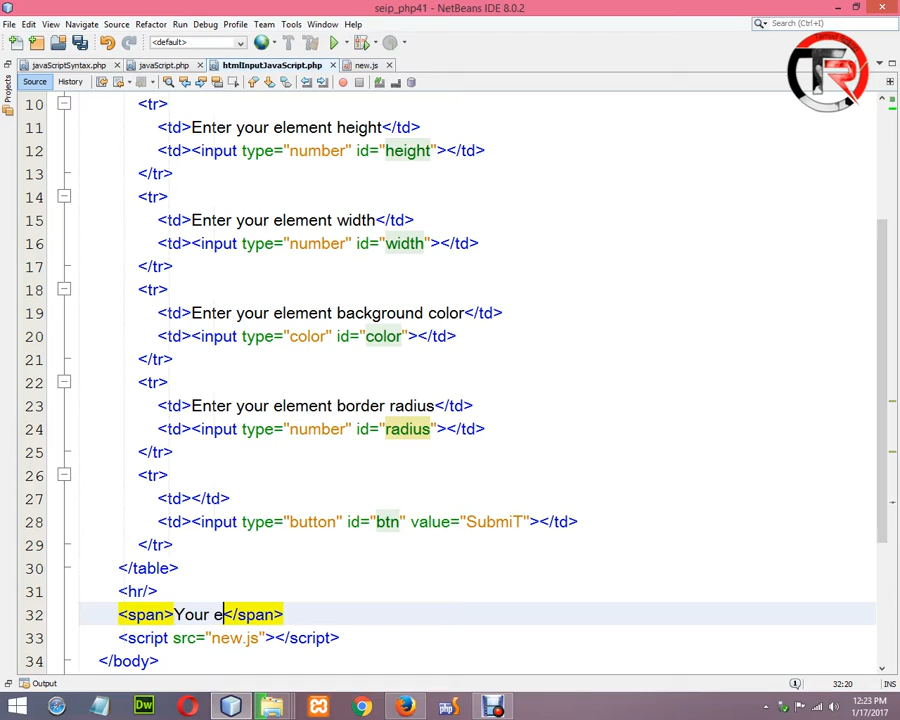 seip_php41 - NetBeans IDE 8.0.2
File Edit View Navigate Source Refactor Run Debug Profile Team Tools Window Help
Search (Ctrl+I)
<default>
javaScriptSyntax.php javaScript.php htmlInputJavaScript.php new.js
Source History
Projects
10 <tr>
11 <td>Enter your element height</td>
12 <td><input type="number" id="height"></td>
13 </tr>
14 <tr>
15 <td>Enter your element width</td>
16 <td><input type="number" id="width"></td>
17 </tr>
18 <tr>
19 <td>Enter your element background color</td>
20 <td><input type="color" id="color"></td>
21 </tr>
22 <tr>
23 <td>Enter your element border radius</td>
24 <td><input type="number" id="radius"></td>
25 </tr>
26 <tr>
27 <td></td>
28 <td><input type="button" id="btn" value="SubmiT"></td>
29 </tr>
30 </table>
31 <hr/>
32 <span>Your e</span>
33 <script src="new.js"></script>
34 </body>
Output
32:20 INS
Dw
php
12:23 PM
1/17/2017